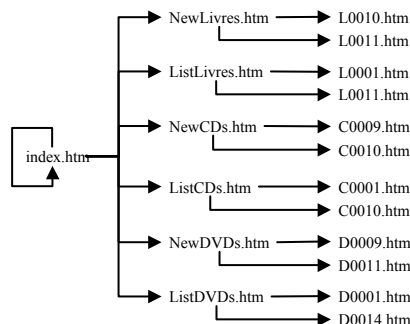 NewLivres.htm L0010.htm
L0011.htm
ListLivres.htm L0001.htm
L0011.htm
NewCDs.htm C0009.htm
index.htm C0010.htm
ListCDs.htm C0001.htm
C0010.htm
NewDVDs.htm D0009.htm
D0011.htm
ListDVDs.htm D0001.htm
D0014.htm